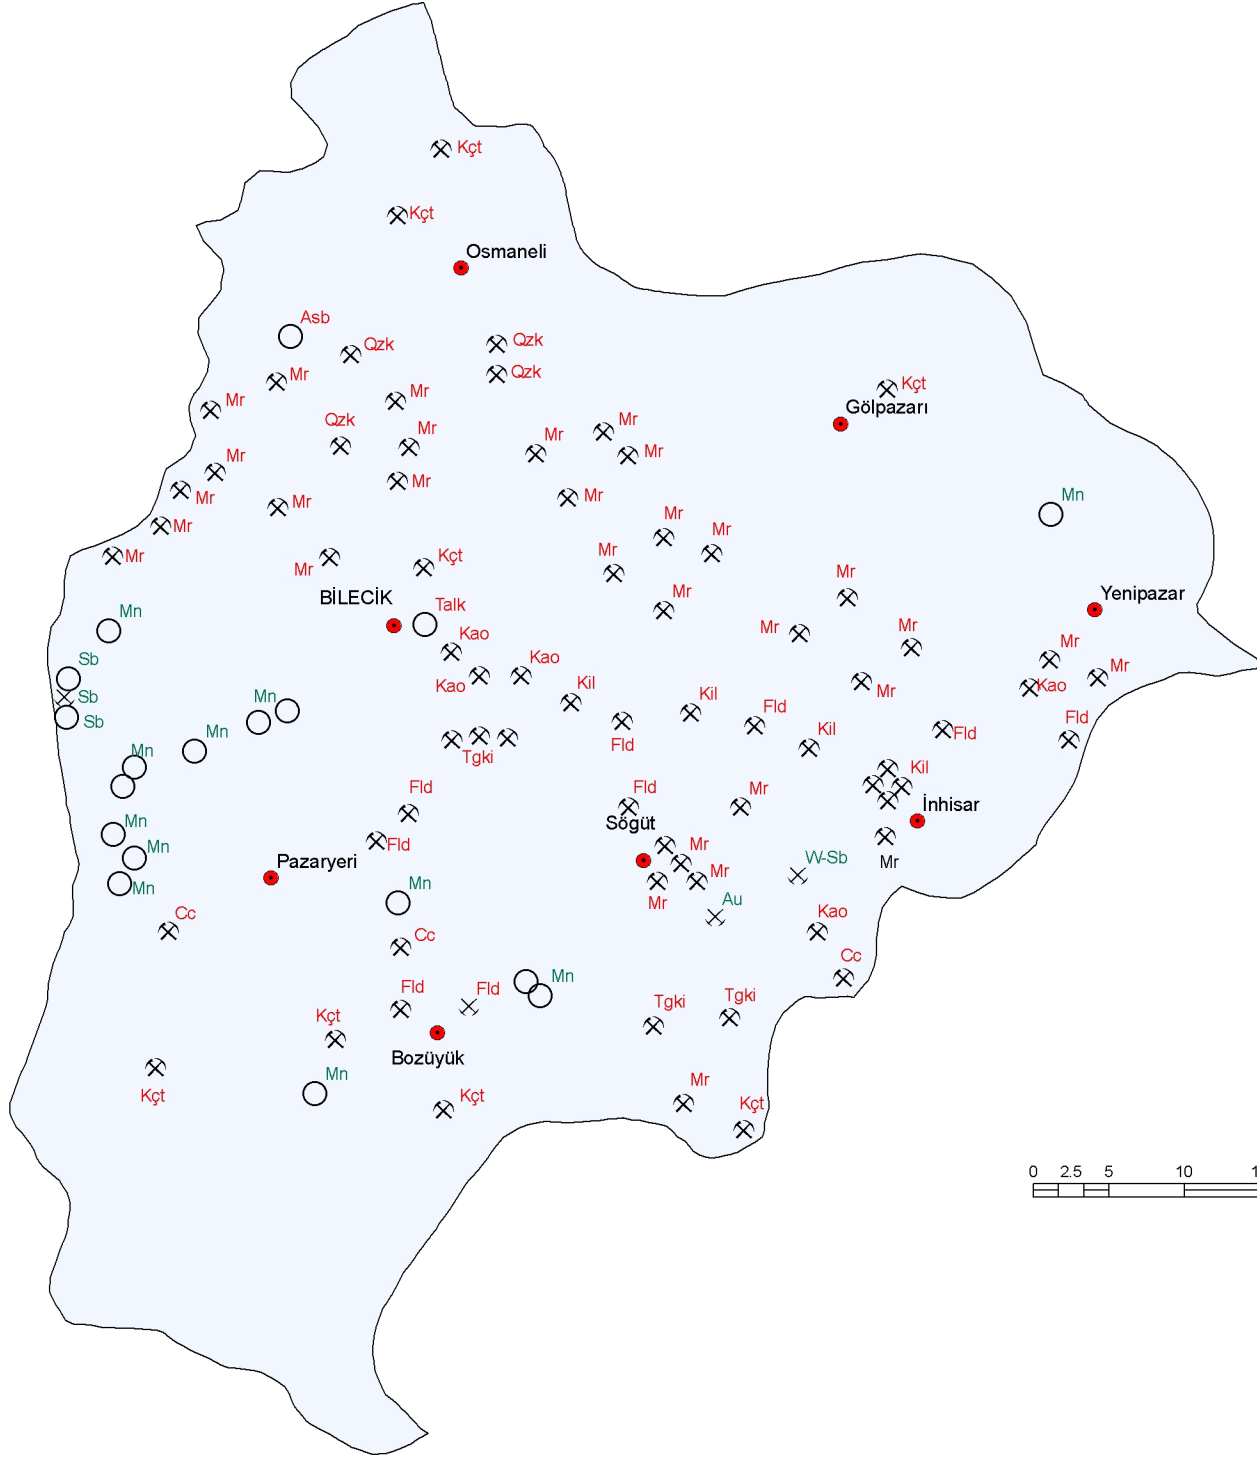 Kçt
Kçt
Osmaneli
Asb
Qzk
Qzk
Qzk
Mr
Mr
Kçt
Mr
Mr
Gölpazarı
Qzk
Mr
Mr
Mr
Mr
Mr
Mr
Mr
Mr
Mn
Mr
Mr
Mr
Mr
Mr
Mr
Kçt
Mr
Mr
Mr
Mr
BİLECİK
Talk
Yenipazar
Mn
Kao
Mr
Mr
Mr
Sb
Kao
Mr
Kao
Kao
Mr
Sb
Mn
Kil
Kil
Fld
Sb
Fld
Mn
Kil
Fld
Fld
Mn
Tgki
Kil
Fld
Fld
Mr
İnhisar
Mn
Sögüt
Fld
Mr
Mn
Pazaryeri
W-Sb
Mr
Mn
Mr
Mn
Mr
Au
Cc
Kao
Cc
Cc
Mn
Fld
Fld
Tgki
Tgki
Kçt
Bozüyük
Mn
Mr
Kçt
Kçt
Kçt
0 2.5 5 10